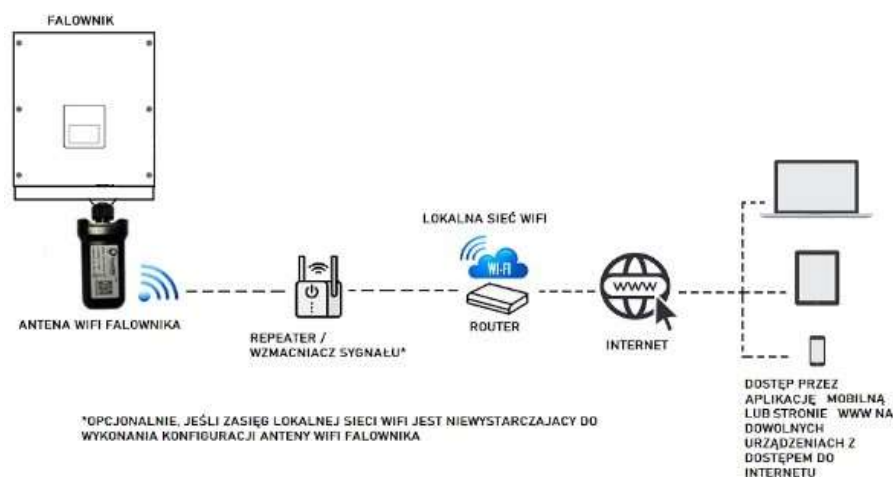 FALOWNIK
ANTENA WIFI FALOWNIKA
REPEATER /
WZMACNIACZ SYGNAŁU*
LOKALNA SIEĆ WIFI
WI-FI
ROUTER
WWW
INTERNET
DOSTĘP PRZEZ
APLIKACJĘ MOBILNĄ
LUB STRONIE WWW NA
DOWOLNYCH
URZĄDZENIACH Z
DOSTĘPEM DO
INTERNETU
*OPCJONALNIE, JEŚLI ZASIĘG LOKALNEJ SIECI WIFI JEST NIEWYSTARCZAJACY DO
WYKONANIA KONFIGURACJI ANTENY WIFI FALOWNIKA